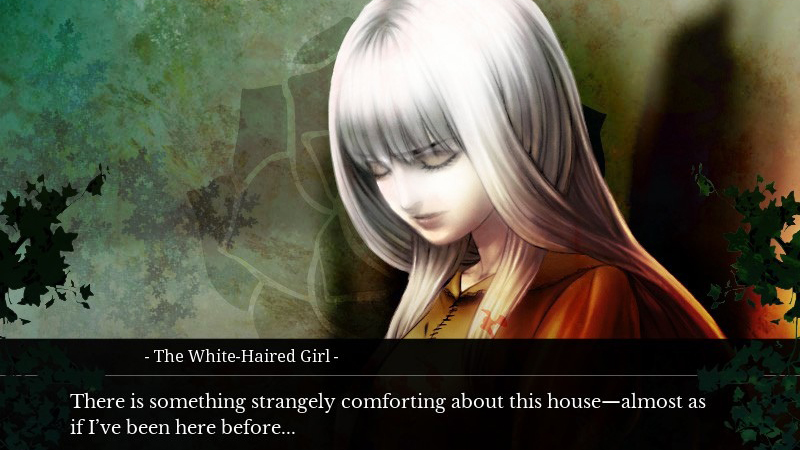 - The White-Haired Girl -
There is something strangely comforting about this house—almost as
if I've been here before...